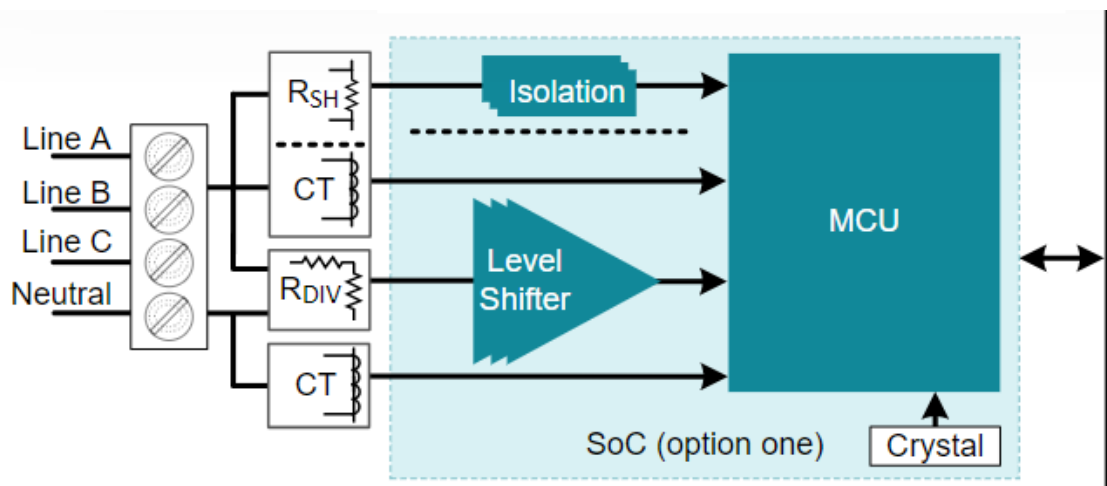 Line A
Line B
Line C
Neutral
RSH
CT
RDIV
CT
Isolation
Level
Shifter
MCU
SoC (option one)
Crystal